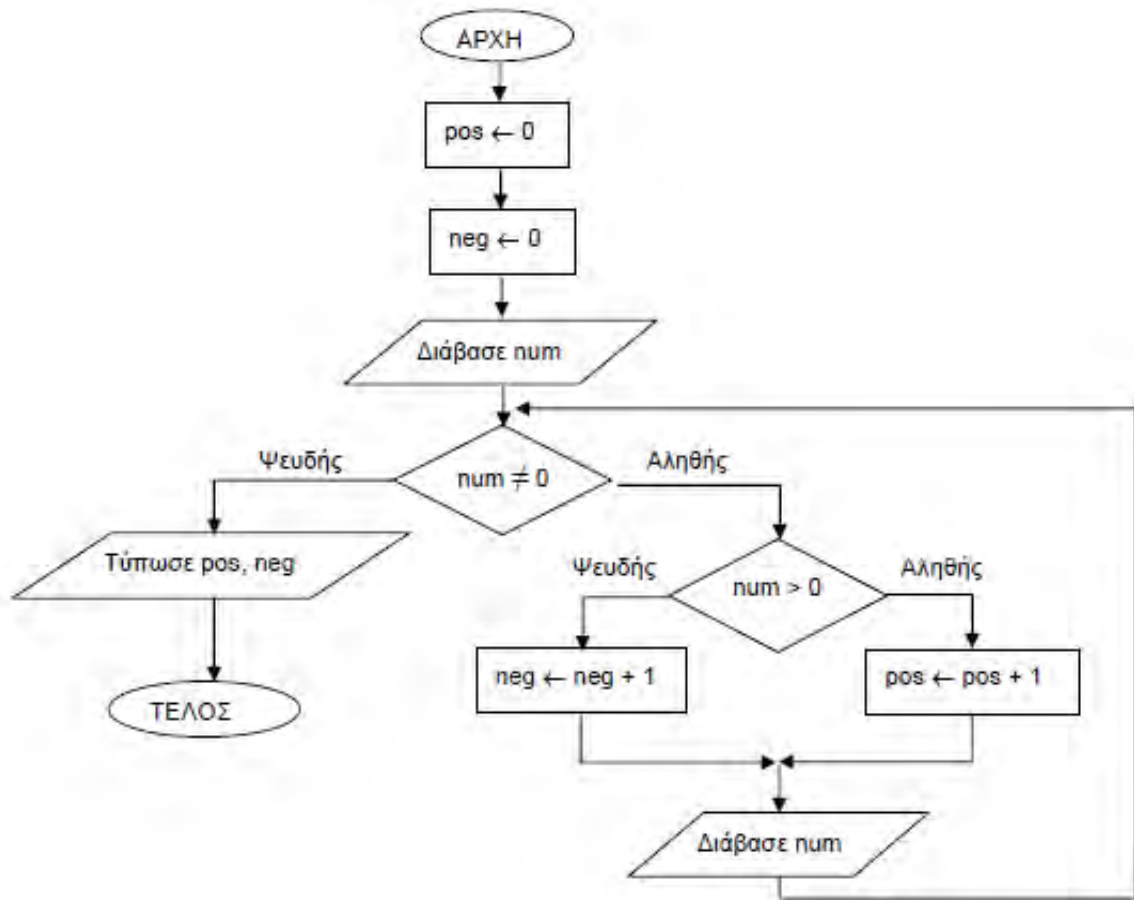 ΑΡΧΗ
pos ← 0
neg ← 0
Διάβασε num
num ≠ 0
Ψευδής
Αληθής
Τύπωσε pos, neg
ΤΕΛΟΣ
num > 0
Ψευδής
Αληθής
neg ← neg + 1
pos ← pos + 1
Διάβασε num